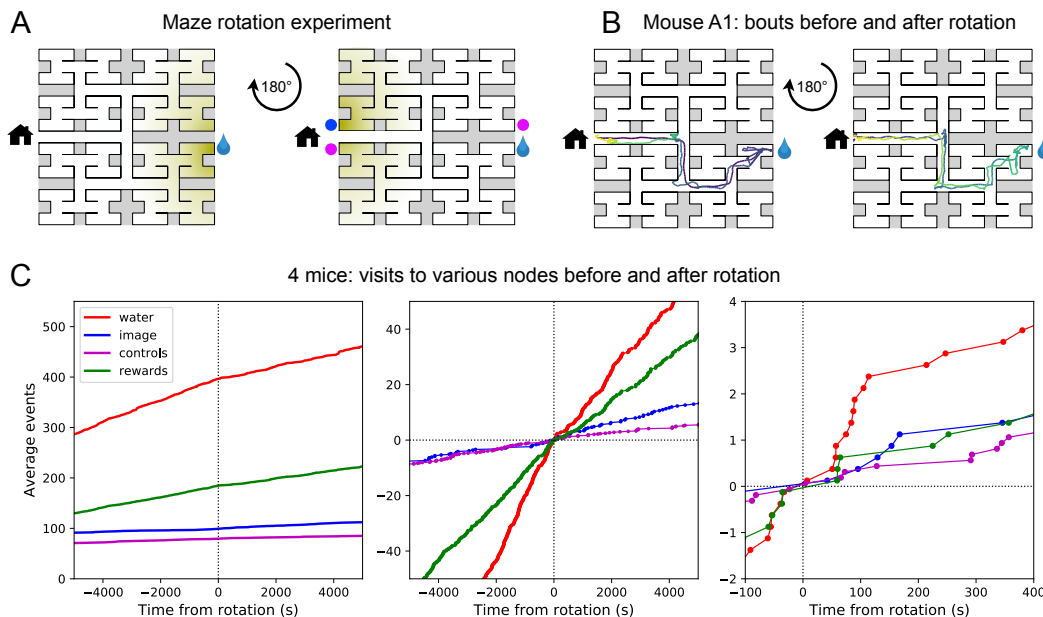 A
Maze rotation experiment
180°
B
Mouse A1: bouts before and after rotation
180°
C
4 mice: visits to various nodes before and after rotation
Average events
500
400
300
200
100
0
water
image
controls
rewards
−4000
−2000
0
2000
4000
Time from rotation (s)
40
20
0
−20
−40
−4000
−2000
0
2000
4000
Time from rotation (s)
4
3
2
1
0
−1
−2
−100
0
100
200
300
400
Time from rotation (s)